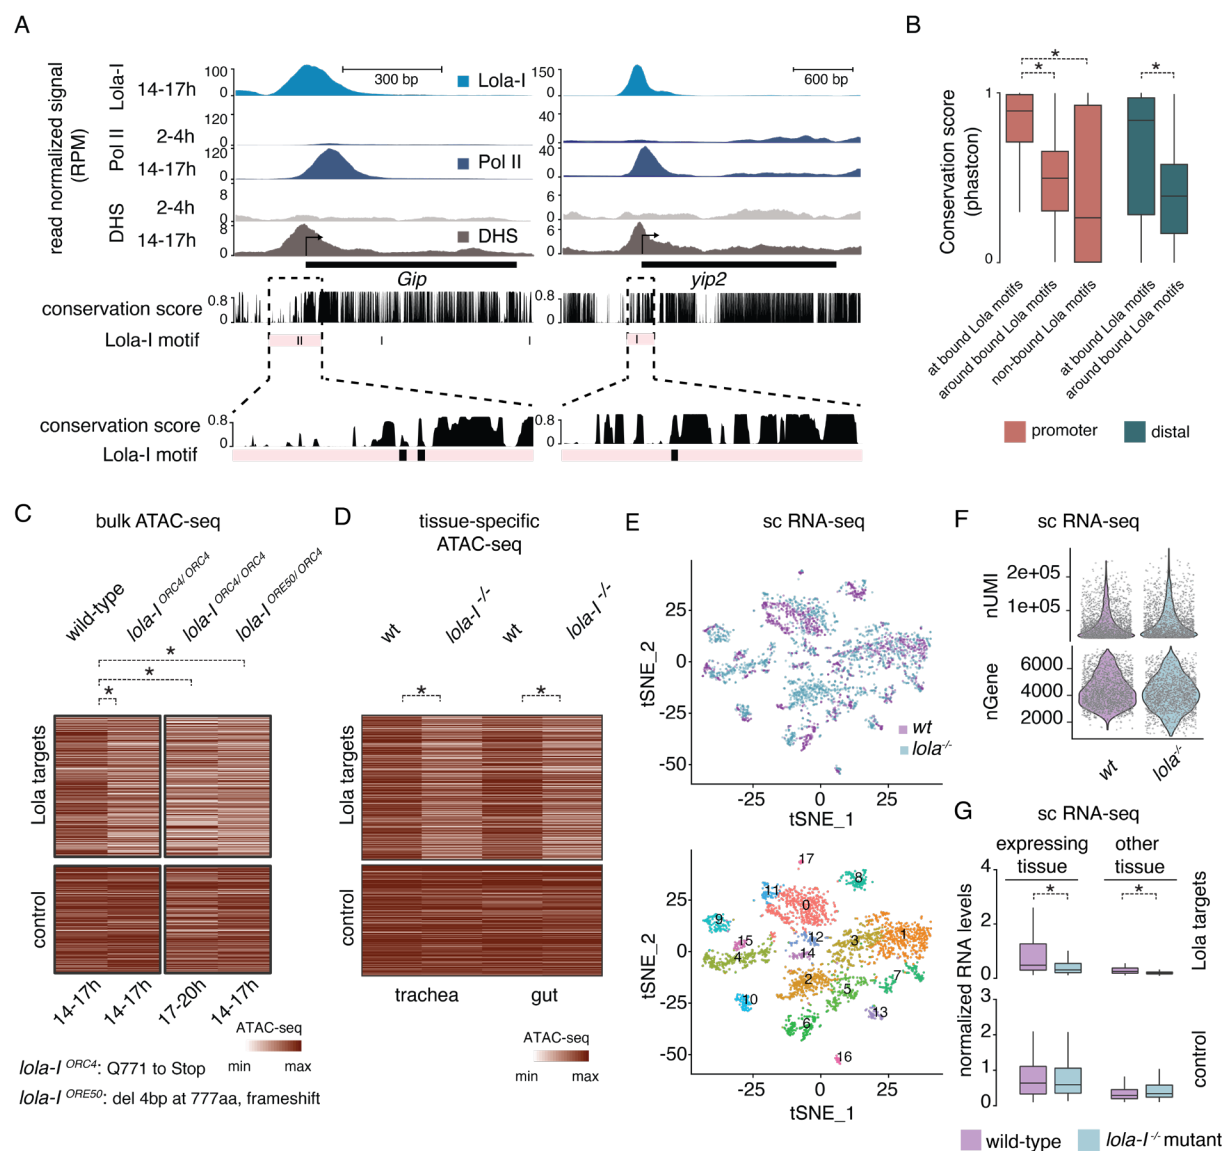 A
read normalized signal
(RPM)
Lola-I
14-17h
100
0
300 bp
Lola-I
150
0
600 bp
Pol II
2-4h
120
0
40
0
14-17h
120
0
Pol II
40
0
DHS
2-4h
8
0
6
0
14-17h
8
0
DHS
6
0
Gip
yip2
conservation score
0.8
0
0.8
0
Lola-I motif
conservation score
0.8
0
0.8
0
Lola-I motif
B
Conservation score
(phastcon)
1
0
*
*
*
at bound Lola motifs
around bound Lola motifs
non-bound Lola motifs
at bound Lola motifs
around bound Lola motifs
promoter
distal
C
bulk ATAC-seq
wild-type
lola-I ORC4/ ORC4
lola-I ORC4/ ORC4
lola-I ORE50/ ORC4
*
*
*
Lola targets
control
14-17h
14-17h
17-20h
14-17h
ATAC-seq
min
max
lola-I ORC4: Q771 to Stop
lola-I ORE50: del 4bp at 777aa, frameshift
D
tissue-specific
ATAC-seq
wt
lola-I -/-
wt
lola-I -/-
*
*
Lola targets
control
trachea
gut
ATAC-seq
min
max
E
sc RNA-seq
tSNE_2
25
0
-25
-50
wt
lola-/-
-25
0
25
tSNE_1
tSNE_2
25
0
-25
-50
17
8
11
0
9
15
12
3
1
4
14
2
7
5
10
6
13
16
-25
0
25
tSNE_1
F
sc RNA-seq
nUMI
2e+05
1e+05
nGene
6000
4000
2000
wt
lola-/-
G
sc RNA-seq
expressing
tissue
other
tissue
normalized RNA levels
4
2
0
*
*
Lola targets
3
2
1
0
control
wild-type
lola-I -/- mutant